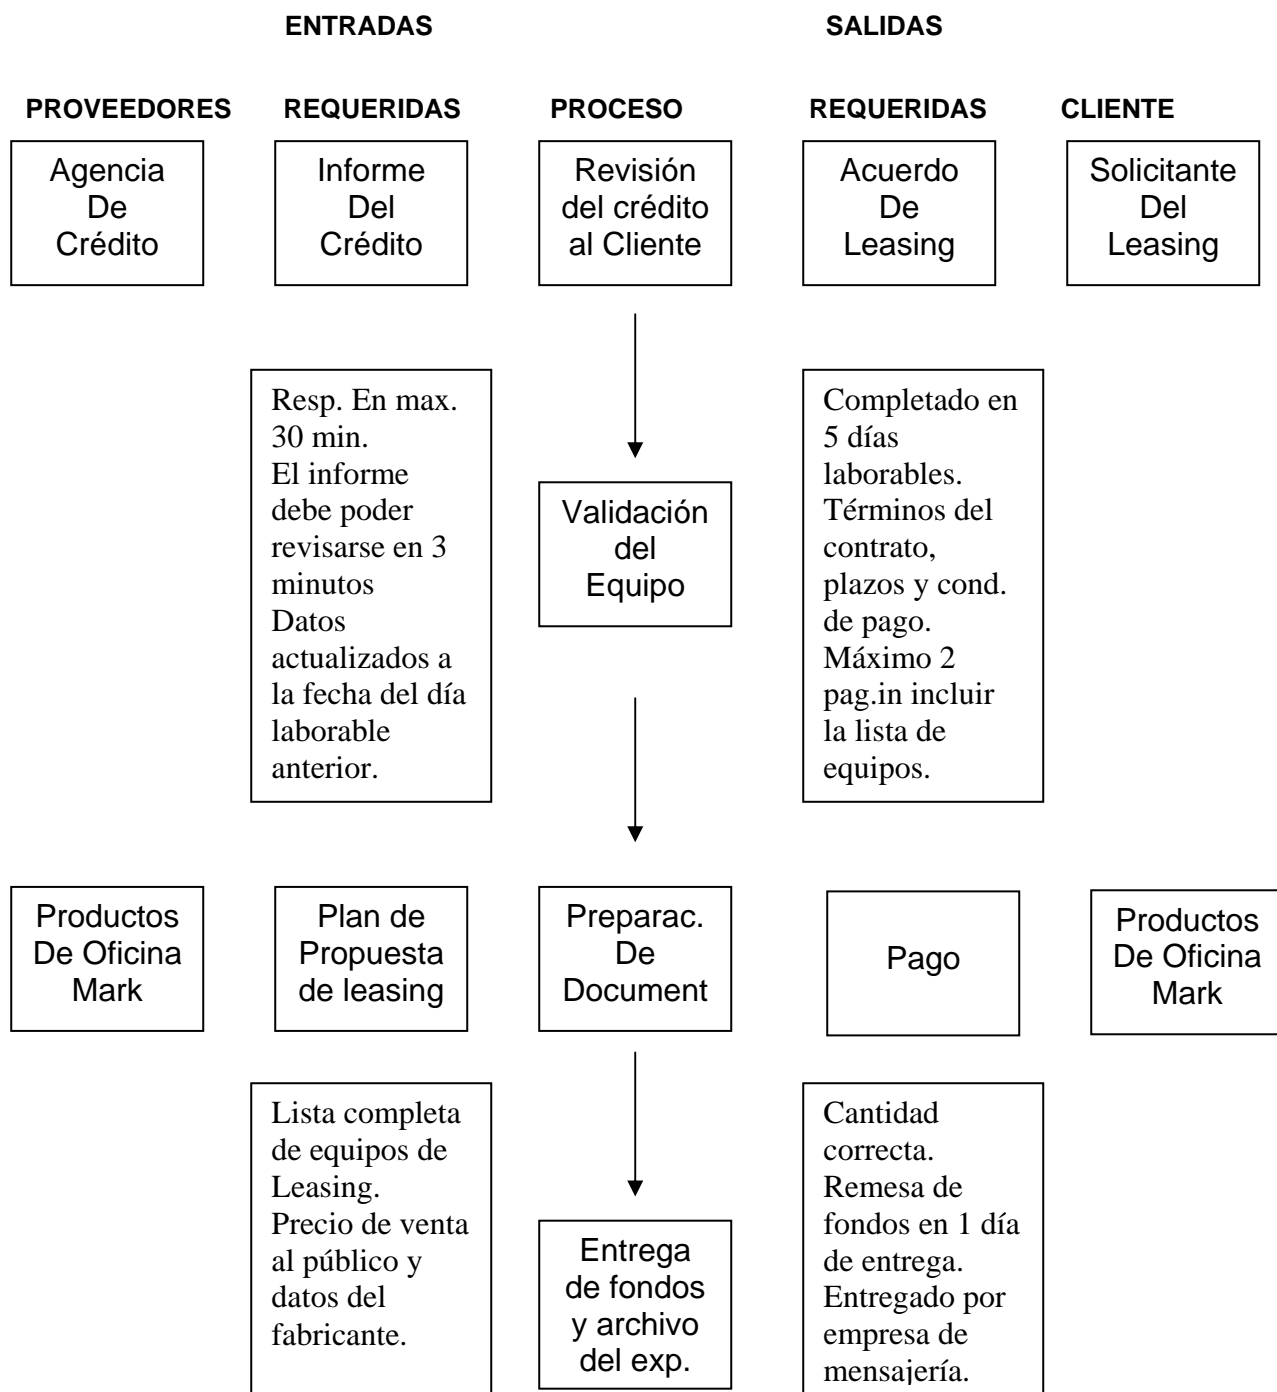 ENTRADAS
SALIDAS
PROVEEDORES
REQUERIDAS
PROCESO
REQUERIDAS
CLIENTE
Agencia
De
Crédito
Informe
Del
Crédito
Revisión
del crédito
al Cliente
Acuerdo
De
Leasing
Solicitante
Del
Leasing
Resp. En max.
30 min.
El informe
debe poder
revisarse en 3
minutos
Datos
actualizados a
la fecha del día
laborable
anterior.
Validación
del
Equipo
Completado en
5 días
laborables.
Términos del
contrato,
plazos y cond.
de pago.
Máximo 2
pag.in incluir
la lista de
equipos.
Productos
De Oficina
Mark
Plan de
Propuesta
de leasing
Preparac.
De
Document
Pago
Productos
De Oficina
Mark
Lista completa
de equipos de
Leasing.
Precio de venta
al público y
datos del
fabricante.
Entrega
de fondos
y archivo
del exp.
Cantidad
correcta.
Remesa de
fondos en 1 día
de entrega.
Entregado por
empresa de
mensajería.